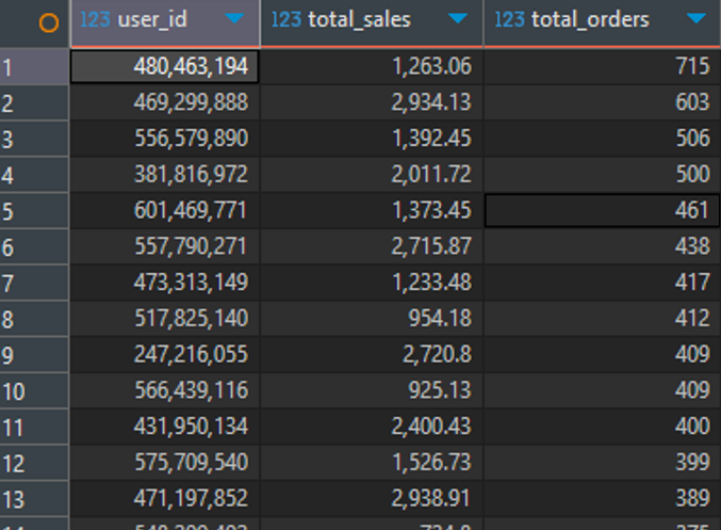 123 user_id 123 total_sales 123 total_orders
1 480,463,194 1,263.06 715
2 469,299,888 2,934.13 603
3 556,579,890 1,392.45 506
4 381,816,972 2,011.72 500
5 601,469,771 1,373.45 461
6 557,790,271 2,715.87 438
7 473,313,149 1,233.48 417
8 517,825,140 954.18 412
9 247,216,055 2,720.8 409
10 566,439,116 925.13 409
11 431,950,134 2,400.43 400
12 575,709,540 1,526.73 399
13 471,197,852 2,938.91 389